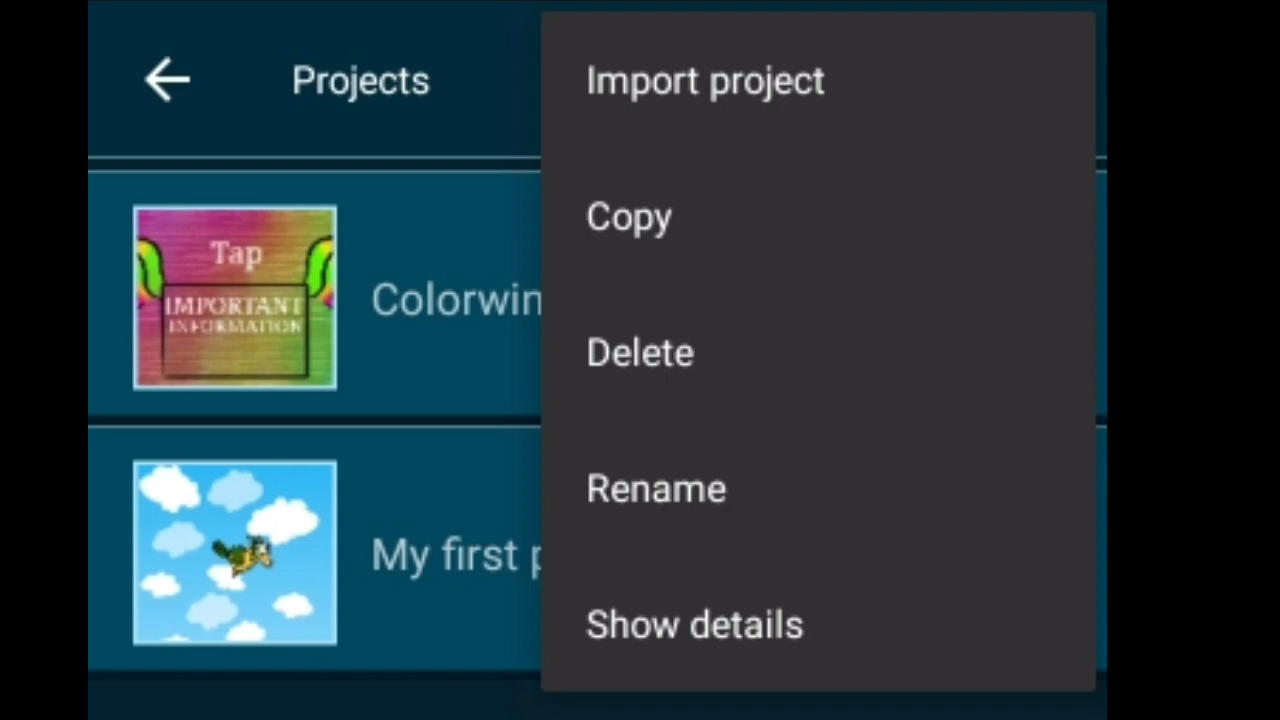 Projects
Import project
Copy
Tap
IMPORTANT
INFORMATION
Colorwin
Delete
Rename
My first p
Show details